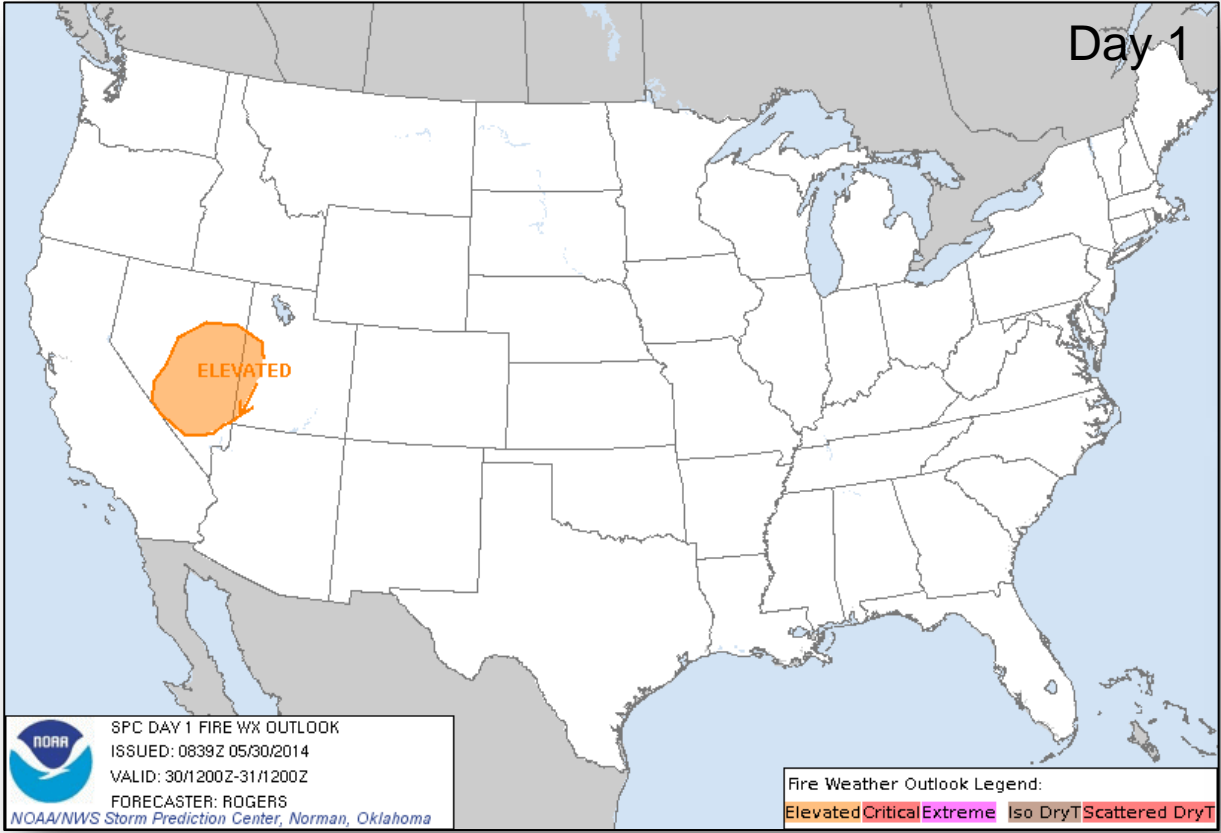 Day 1
ELEVATED
NOAA
SPC DAY 1 FIRE WX OUTLOOK
ISSUED: 0839Z 05/30/2014
VALID: 30/1200Z-31/1200Z
FORECASTER: ROGERS
NOAA/NWS Storm Prediction Center, Norman, Oklahoma
Fire Weather Outlook Legend:
Elevated Critical Extreme Iso DryT Scattered DryT